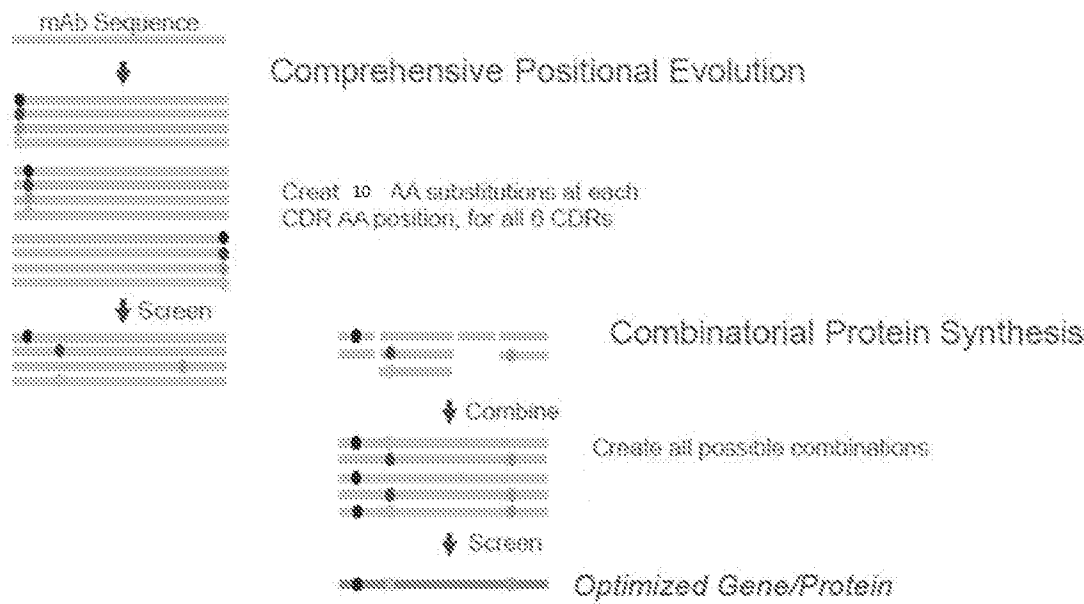 mAb Sequence
Comprehensive Positional Evolution
Creat 10 AA substitutions at each
CDR AA position, for all 6 CDRs
Screen
Combinatorial Protein Synthesis
Combine
Create all possible combinations
Screen
Optimized Gene/Protein